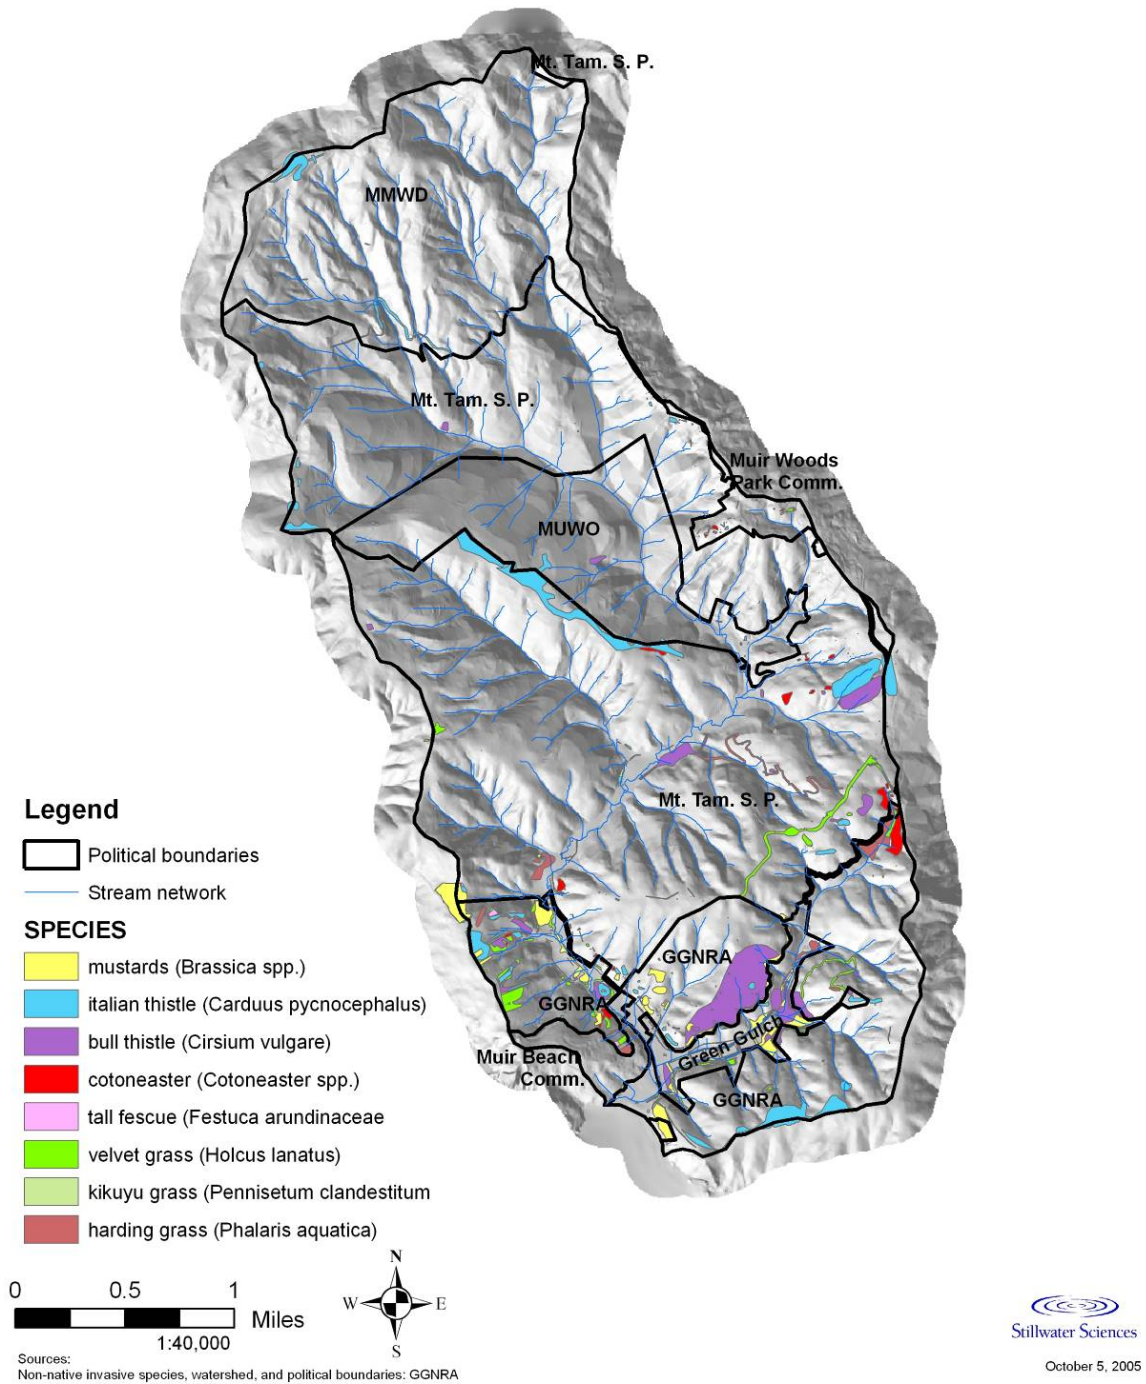 Mt. Tam. S. P.
MMWD
Mt. Tam. S. P.
Muir Woods
Park Comm.
MUWO
Mt. Tam. S. P.
GGNRA
GGNRA
Green Gulch
Muir Beach
Comm.
GGNRA
Legend
Political boundaries
Stream network
SPECIES
mustards (Brassica spp.)
italian thistle (Carduus pycnocephalus)
bull thistle (Cirsium vulgare)
cotoneaster (Cotoneaster spp.)
tall fescue (Festuca arundinaceae
velvet grass (Holcus lanatus)
kikuyu grass (Pennisetum clandestitum
harding grass (Phalaris aquatica)
0 0.5 1
Miles
1:40,000
N
W E
S
Sources:
Non-native invasive species, watershed, and political boundaries: GGNRA
Stillwater Sciences
October 5, 2005